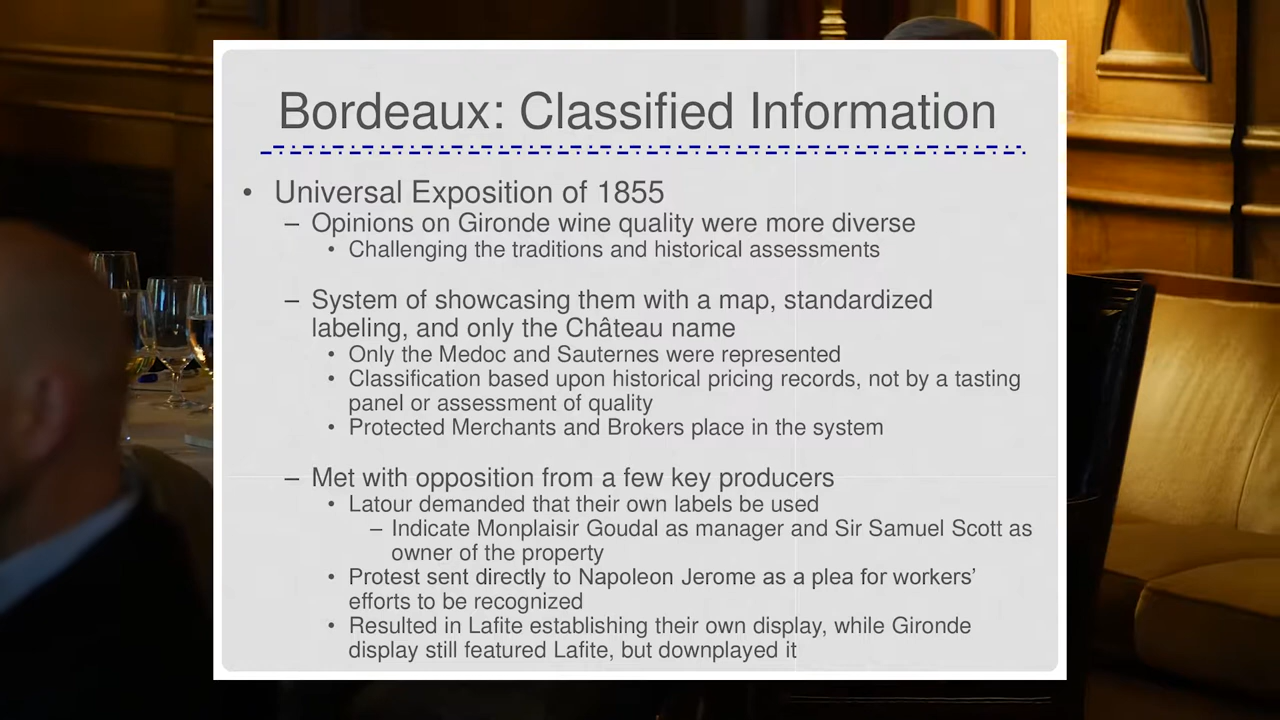 Bordeaux: Classified Information
• Universal Exposition of 1855
– Opinions on Gironde wine quality were more diverse
• Challenging the traditions and historical assessments
– System of showcasing them with a map, standardized
labeling, and only the Château name
• Only the Medoc and Sauternes were represented
• Classification based upon historical pricing records, not by a tasting
panel or assessment of quality
• Protected Merchants and Brokers place in the system
– Met with opposition from a few key producers
• Latour demanded that their own labels be used
– Indicate Monplaisir Goudal as manager and Sir Samuel Scott as
owner of the property
• Protest sent directly to Napoleon Jerome as a plea for workers’
efforts to be recognized
• Resulted in Lafite establishing their own display, while Gironde
display still featured Lafite, but downplayed it